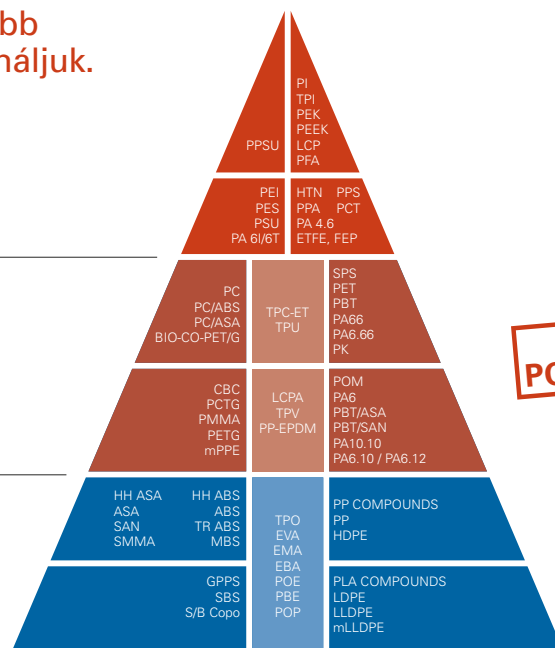 bb
náljuk.
PPSU
PI
TPI
PEK
PEEK
LCP
PFA
PEI
PES
PSU
PA 6I/6T
HTN PPS
PPA PCT
PA 4.6
ETFE, FEP
PC
PC/ABS
PC/ASA
BIO-CO-PET/G
TPC-ET
TPU
SPS
PET
PBT
PA66
PA6.66
PK
PO
CBC
PCTG
PMMA
PETG
mPPE
LCPA
TPV
PP-EPDM
POM
PA6
PBT/ASA
PBT/SAN
PA10.10
PA6.10 / PA6.12
HH ASA HH ABS
ASA ABS
SAN TR ABS
SMMA MBS
TPO
EVA
EMA
EBA
POE
PBE
POP
PP COMPOUNDS
PP
HDPE
GPPS
SBS
S/B Copo
PLA COMPOUNDS
LDPE
LLDPE
mLLDPE